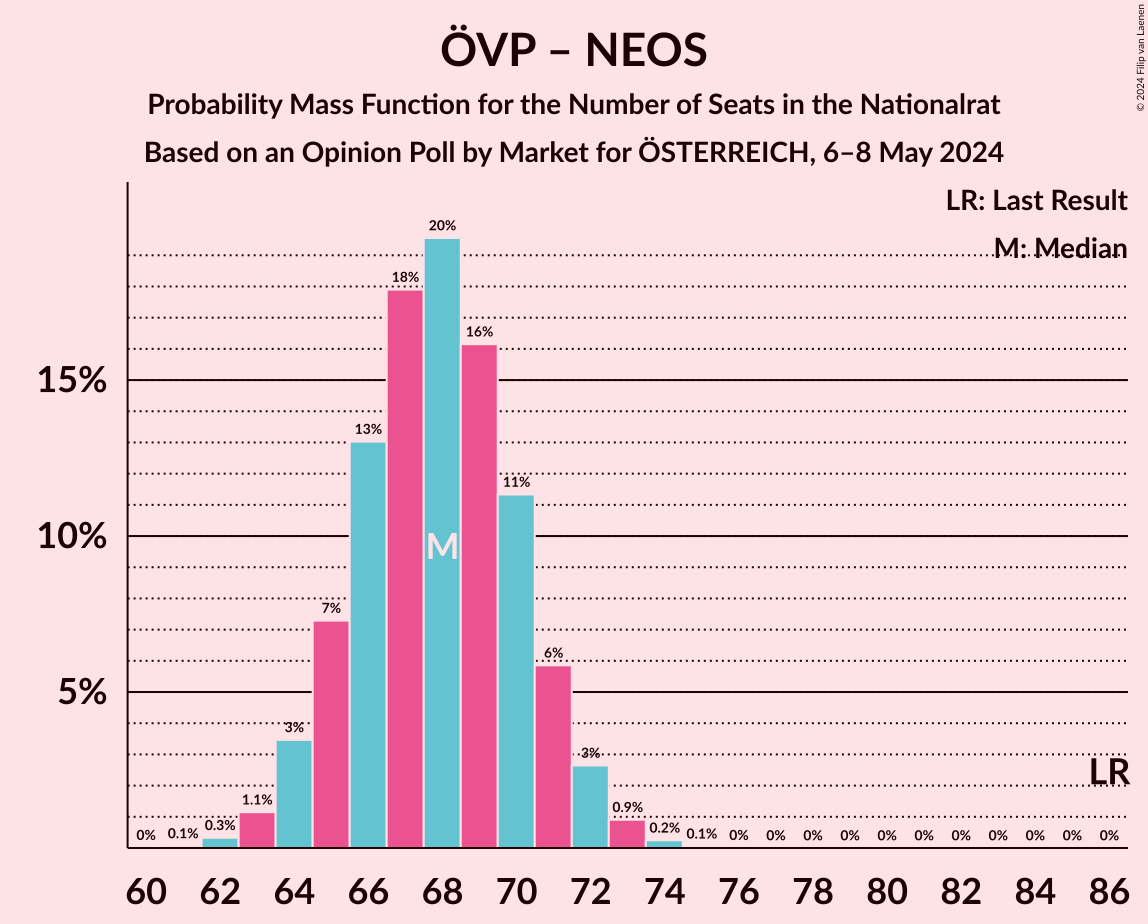 ÖVP – NEOS
Probability Mass Function for the Number of Seats in the Nationalrat
Based on an Opinion Poll by Market for ÖSTERREICH, 6–8 May 2024
© 2024 Filip van Laenen
LR: Last Result
M: Median
15%
10%
5%
0% 0.1% 0.3% 1.1% 3% 7% 13% 18% 20% 16% 11% 6% 3% 0.9% 0.2% 0.1% 0% 0% 0% 0% 0% 0% 0% 0% 0% 0% 0%
M
LR
60 62 64 66 68 70 72 74 76 78 80 82 84 86